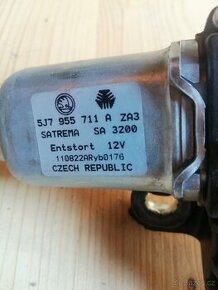 5J7 955 711 A ZA3
SATREMA SA 3200
Entstort 12V
110822ARyb0176
CZECH REPUBLIC